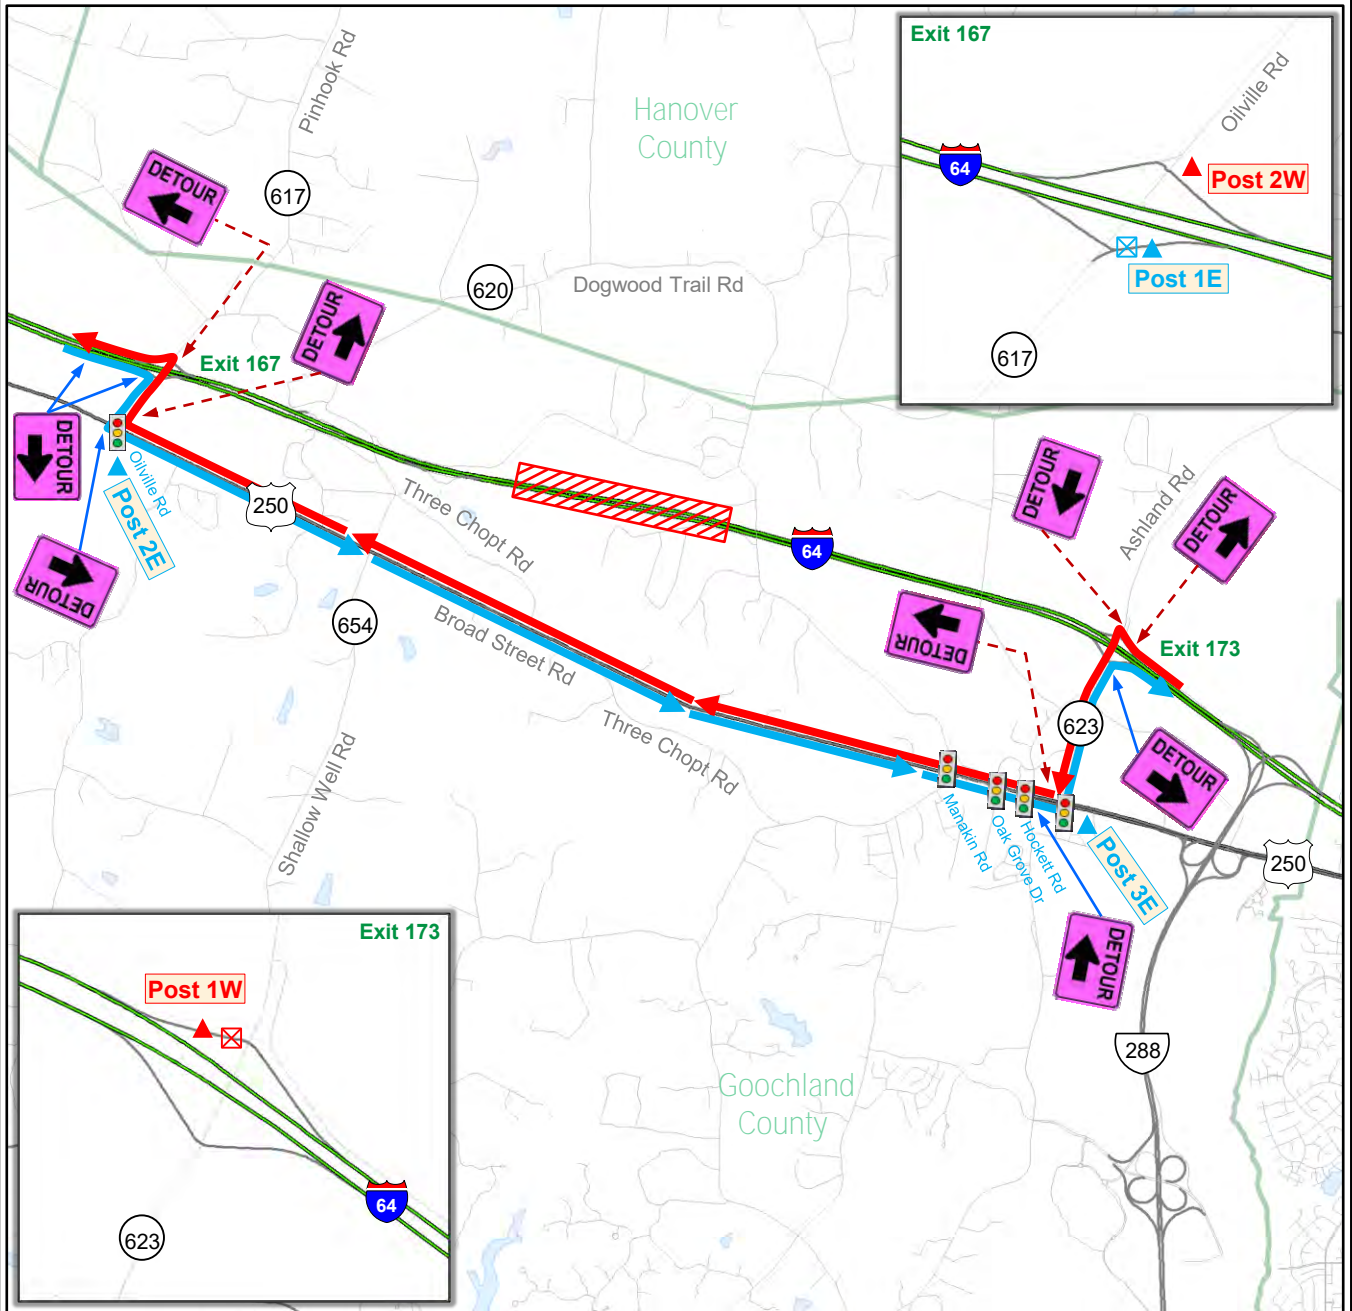 Exit 167
Oilville Rd
64
Post 2W
Post 1E
617
Pinhook Rd
Hanover
County
DETOUR
617
620
Dogwood Trail Rd
DETOUR
Exit 167
DETOUR
Oilville Rd
Post 2E
250
Three Chopt Rd
64
DETOUR
Ashland Rd
DETOUR
DETOUR
654
Broad Street Rd
DETOUR
Exit 173
623
Three Chopt Rd
Shallow Well Rd
DETOUR
Manakin Rd
Oak Grove Dr
Hockett Rd
Post 3E
250
DETOUR
Exit 173
Post 1W
64
623
288
Goochland
County